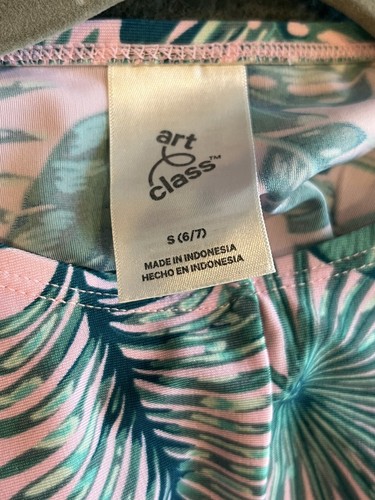 art
class™
S (6/7)
MADE IN INDONESIA
HECHO EN INDONESIA